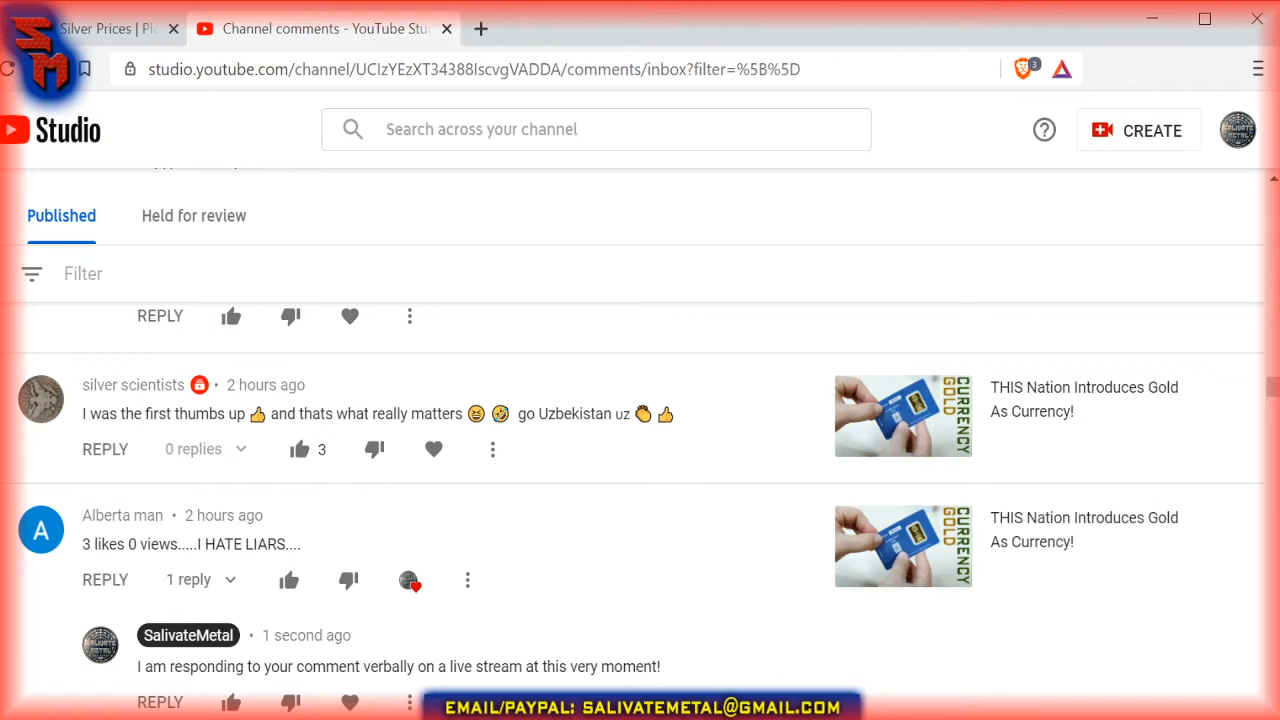 SM
Silver Prices | Pl
Channel comments - YouTube Stu
studio.youtube.com/channel/UCIzYEzXT34388IscvgVADDA/comments/inbox?filter=%5B%5D
3
Studio
Search across your channel
CREATE
Published
Held for review
Filter
REPLY
silver scientists • 2 hours ago
I was the first thumbs up 👍 and thats what really matters 😆 🤣 go Uzbekistan uz 👏 👍
REPLY 0 replies 3
THIS Nation Introduces Gold
As Currency!
GOLD
CURRENCY
A
Alberta man • 2 hours ago
3 likes 0 views.....I HATE LIARS....
REPLY 1 reply
THIS Nation Introduces Gold
As Currency!
GOLD
CURRENCY
SalivateMetal • 1 second ago
I am responding to your comment verbally on a live stream at this very moment!
REPLY
EMAIL/PAYPAL: SALIVATEMETAL@GMAIL.COM